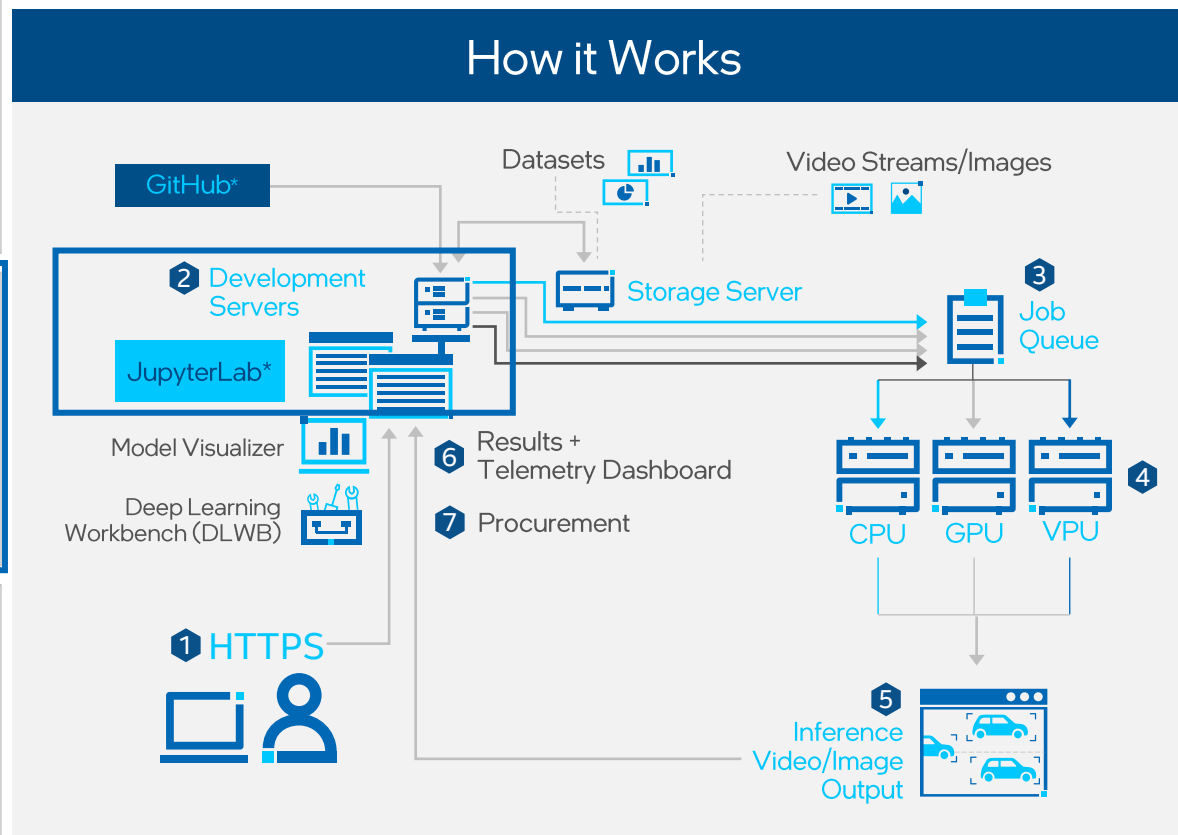 How it Works
GitHub*
Datasets
Video Streams/Images
2 Development
Servers
Storage Server
3
Job
Queue
JupyterLab*
Model Visualizer
Deep Learning
Workbench (DLWB)
6 Results +
Telemetry Dashboard
7 Procurement
4
CPU
GPU
VPU
1 HTTPS
5
Inference
Video/Image
Output